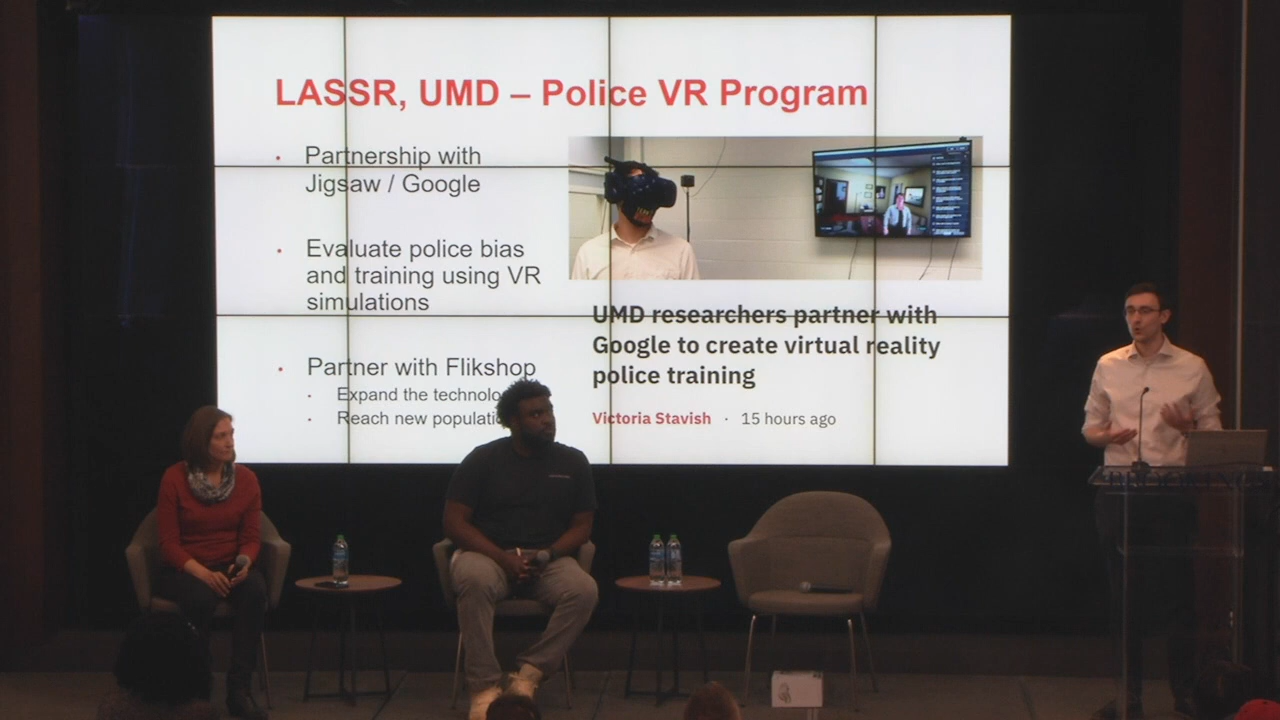 LASSR, UMD – Police VR Program
Partnership with
Jigsaw / Google
Evaluate police bias
and training using VR
simulations
Partner with Flikshop
Expand the
Reach new
UMD researchers partner with
Google to create virtual reality
police training
Victoria Stavish · 15 hours ago